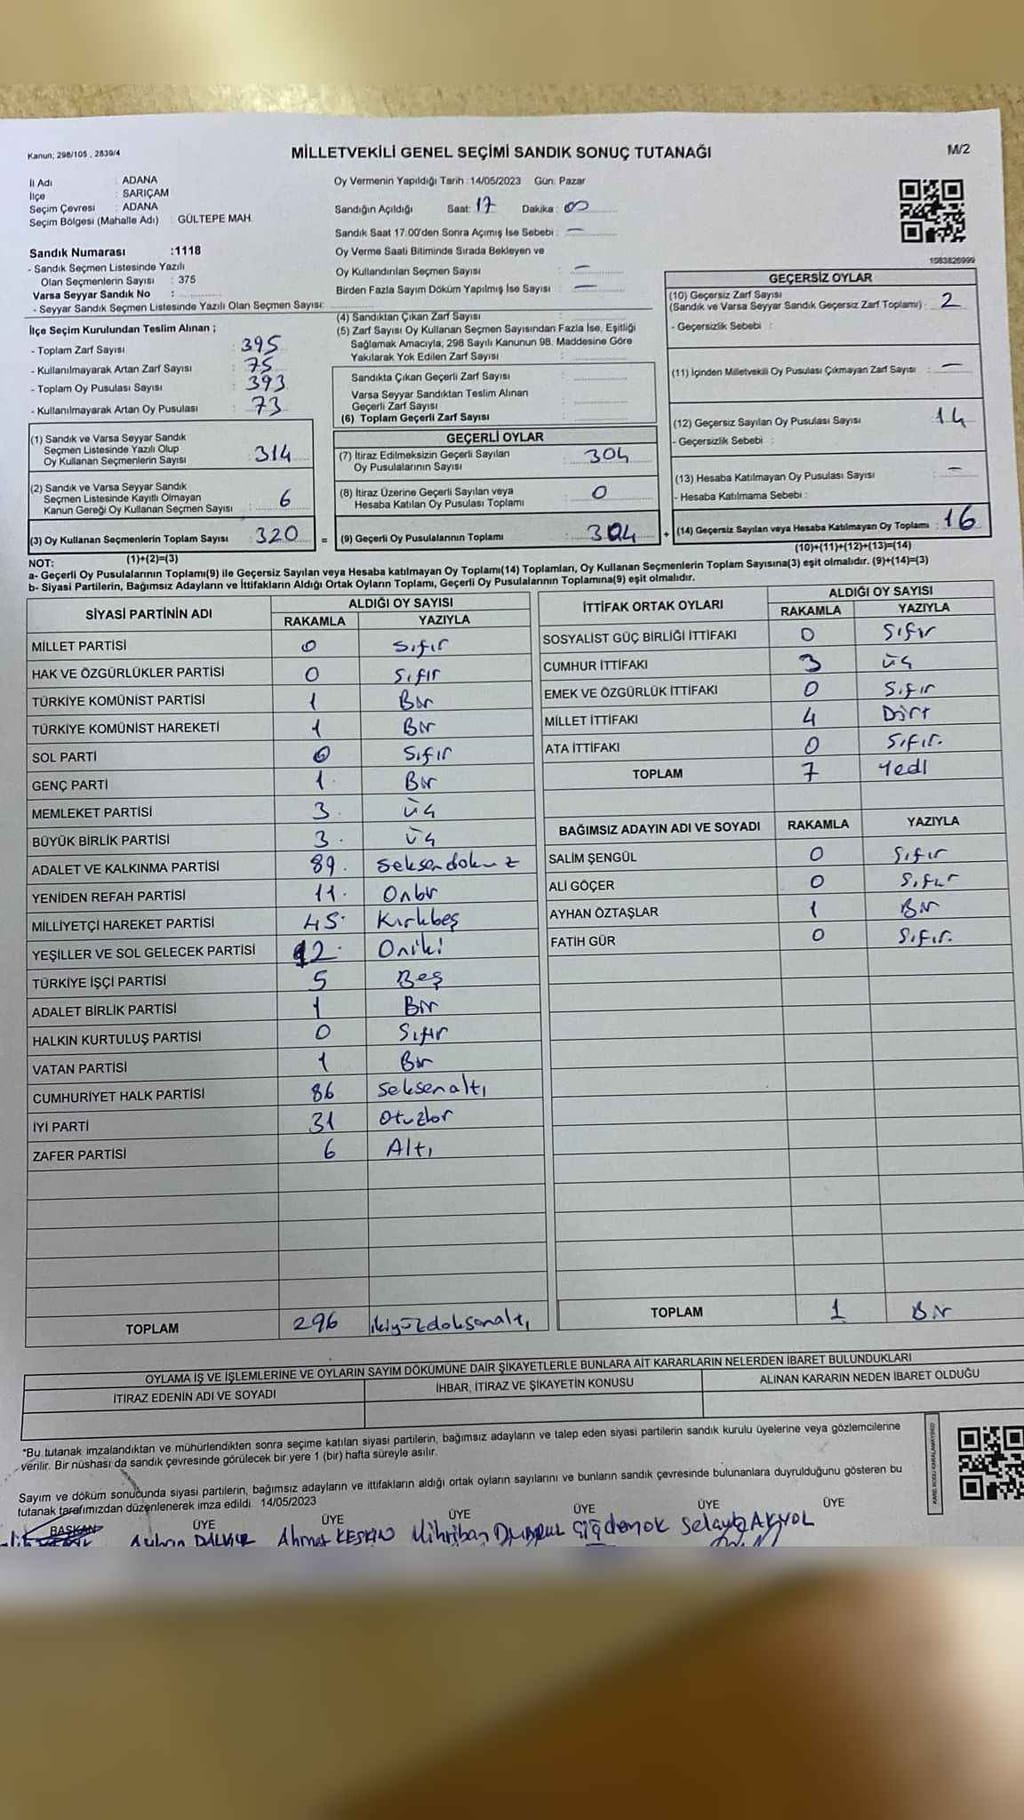 Kanun; 298/105 , 2839/4
MİLLETVEKİLİ GENEL SEÇİMİ SANDIK SONUÇ TUTANAĞI
M/2
İl Adı : ADANA
İlçe : SARIÇAM
Seçim Çevresi : ADANA
Seçim Bölgesi (Mahalle Adı) : GÜLTEPE MAH.
Oy Vermenin Yapıldığı Tarih :14/05/2023 Gün: Pazar
Sandığın Açıldığı Saat: 17 Dakika: 00
Sandık Saat 17.00'den Sonra Açımış İse Sebebi : —
Oy Verme Saati Bitiminde Sırada Bekleyen ve
Oy Kullandırılan Seçmen Sayısı —
Birden Fazla Sayım Döküm Yapılmış İse Sayısı : —
Sandık Numarası :1118
- Sandık Seçmen Listesinde Yazılı
Olan Seçmenlerin Sayısı : 375
Varsa Seyyar Sandık No :
- Seyyar Sandık Seçmen Listesinde Yazılı Olan Seçmen Sayısı:
1083826999
İlçe Seçim Kurulundan Teslim Alınan ;
- Toplam Zarf Sayısı : 395
- Kullanılmayarak Artan Zarf Sayısı : 75
- Toplam Oy Pusulası Sayısı : 393
- Kullanılmayarak Artan Oy Pusulası : 73
(1) Sandık ve Varsa Seyyar Sandık
Seçmen Listesinde Yazılı Olup
Oy Kullanan Seçmenlerin Sayısı : 314
(2) Sandık ve Varsa Seyyar Sandık
Seçmen Listesinde Kayıtlı Olmayan
Kanun Gereği Oy Kullanan Seçmen Sayısı : 6
(3) Oy Kullanan Seçmenlerin Toplam Sayısı : 320
(1)+(2)=(3)
(4) Sandıktan Çıkan Zarf Sayısı :
(5) Zarf Sayısı Oy Kullanan Seçmen Sayısından Fazla İse, Eşitliği
Sağlamak Amacıyla, 298 Sayılı Kanunun 98. Maddesine Göre
Yakılarak Yok Edilen Zarf Sayısı :
Sandıkta Çıkan Geçerli Zarf Sayısı :
Varsa Seyyar Sandıktan Teslim Alınan
Geçerli Zarf Sayısı :
(6) Toplam Geçerli Zarf Sayısı :
GEÇERLİ OYLAR
(7) İtiraz Edilmeksizin Geçerli Sayılan
Oy Pusulalarının Sayısı : 304
(8) İtiraz Üzerine Geçerli Sayılan veya
Hesaba Katılan Oy Pusulası Toplamı : 0
= (9) Geçerli Oy Pusulalarının Toplamı : 304
GEÇERSİZ OYLAR
(10) Geçersiz Zarf Sayısı
(Sandık ve Varsa Seyyar Sandık Geçersiz Zarf Toplamı) : 2
- Geçersizlik Sebebi :
(11) İçinden Milletvekili Oy Pusulası Çıkmayan Zarf Sayısı : —
(12) Geçersiz Sayılan Oy Pusulası Sayısı : 14
- Geçersizlik Sebebi :
(13) Hesaba Katılmayan Oy Pusulası Sayısı : —
- Hesaba Katılmama Sebebi :
+ (14) Geçersiz Sayılan veya Hesaba Katılmayan Oy Toplamı : 16
(10)+(11)+(12)+(13)=(14)
NOT:
a- Geçerli Oy Pusulalarının Toplamı(9) ile Geçersiz Sayılan veya Hesaba katılmayan Oy Toplamı(14) Toplamları, Oy Kullanan Seçmenlerin Toplam Sayısına(3) eşit olmalıdır. (9)+(14)=(3)
b- Siyasi Partilerin, Bağımsız Adayların ve İttifakların Aldığı Ortak Oyların Toplamı, Geçerli Oy Pusulalarının Toplamına(9) eşit olmalıdır.
SİYASİ PARTİNİN ADI ALDIĞI OY SAYISI
RAKAMLA YAZIYLA
MİLLET PARTİSİ 0 Sıfır
HAK VE ÖZGÜRLÜKLER PARTİSİ 0 Sıfır
TÜRKİYE KOMÜNİST PARTİSİ 1 Bir
TÜRKİYE KOMÜNİST HAREKETİ 1 Bir
SOL PARTİ 0 Sıfır
GENÇ PARTİ 1 Bir
MEMLEKET PARTİSİ 3 üç
BÜYÜK BİRLİK PARTİSİ 3 üç
ADALET VE KALKINMA PARTİSİ 89 Seksendokuz
YENİDEN REFAH PARTİSİ 11 Onbir
MİLLİYETÇİ HAREKET PARTİSİ 45 Kırkbeş
YEŞİLLER VE SOL GELECEK PARTİSİ 12 Oniki
TÜRKİYE İŞÇİ PARTİSİ 5 Beş
ADALET BİRLİK PARTİSİ 1 Bir
HALKIN KURTULUŞ PARTİSİ 0 Sıfır
VATAN PARTİSİ 1 Bir
CUMHURİYET HALK PARTİSİ 86 Seksenaltı
İYİ PARTİ 31 Otuzbir
ZAFER PARTİSİ 6 Altı
TOPLAM 296 ikiyüzdoksanaltı
İTTİFAK ORTAK OYLARI ALDIĞI OY SAYISI
RAKAMLA YAZIYLA
SOSYALİST GÜÇ BİRLİĞİ İTTİFAKI 0 Sıfır
CUMHUR İTTİFAKI 3 üç
EMEK VE ÖZGÜRLÜK İTTİFAKI 0 Sıfır
MİLLET İTTİFAKI 4 Dört
ATA İTTİFAKI 0 Sıfır.
TOPLAM 7 Yedi
BAĞIMSIZ ADAYIN ADI VE SOYADI RAKAMLA YAZIYLA
SALİM ŞENGÜL 0 Sıfır
ALİ GÖÇER 0 Sıfır
AYHAN ÖZTAŞLAR 1 Bir
FATİH GÜR 0 Sıfır.
TOPLAM 1 Bir
OYLAMA İŞ VE İŞLEMLERİNE VE OYLARIN SAYIM DÖKÜMÜNE DAİR ŞİKAYETLERLE BUNLARA AİT KARARLARIN NELERDEN İBARET BULUNDUKLARI
İTİRAZ EDENİN ADI VE SOYADI İHBAR, İTİRAZ VE ŞİKAYETİN KONUSU ALINAN KARARIN NEDEN İBARET OLDUĞU
"Bu tutanak imzalandıktan ve mühürlendikten sonra seçime katılan siyasi partilerin, bağımsız adayların ve talep eden siyasi partilerin sandık kurulu üyelerine veya gözlemcilerine
verilir. Bir nüshası da sandık çevresinde görülecek bir yere 1 (bir) hafta süreyle asılır.
Sayım ve döküm sonucunda siyasi partilerin, bağımsız adayların ve ittifakların aldığı ortak oyların sayılarını ve bunların sandık çevresinde bulunanlara duyrulduğunu gösteren bu
tutanak tarafımızdan düzenlenerek imza edildi. 14/05/2023
BAŞKAN ÜYE ÜYE ÜYE ÜYE ÜYE ÜYE
Ayhan Ahmet KESKİN Mihriban Çiğdem OK Selay AKYOL